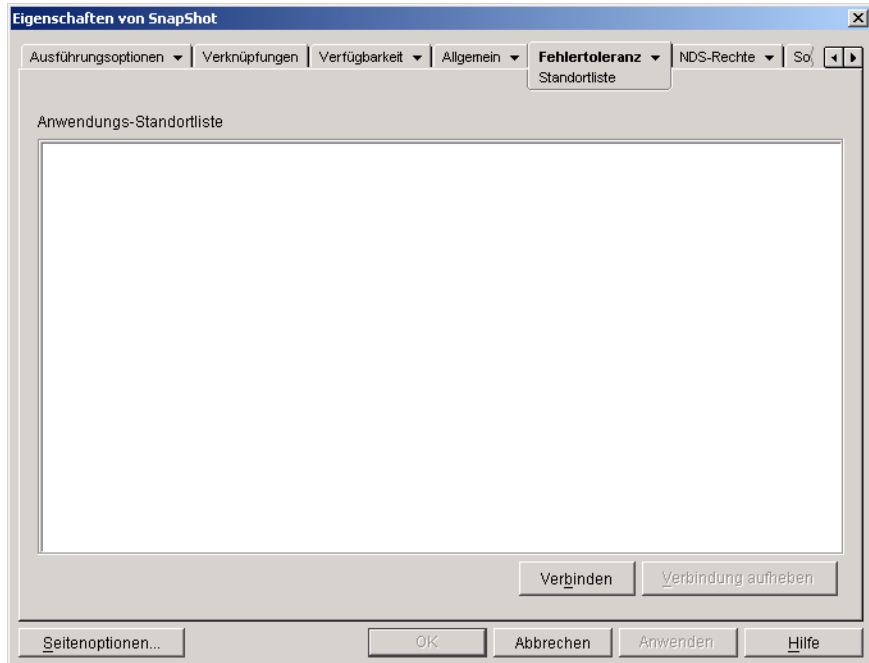 Eigenschaften von SnapShot
Ausführungsoptionen Verknüpfungen Verfügbarkeit Allgemein Fehlertoleranz NDS-Rechte So
Standortliste
Anwendungs-Standortliste
Verbinden Verbindung aufheben
Seitenoptionen... OK Abbrechen Anwenden Hilfe